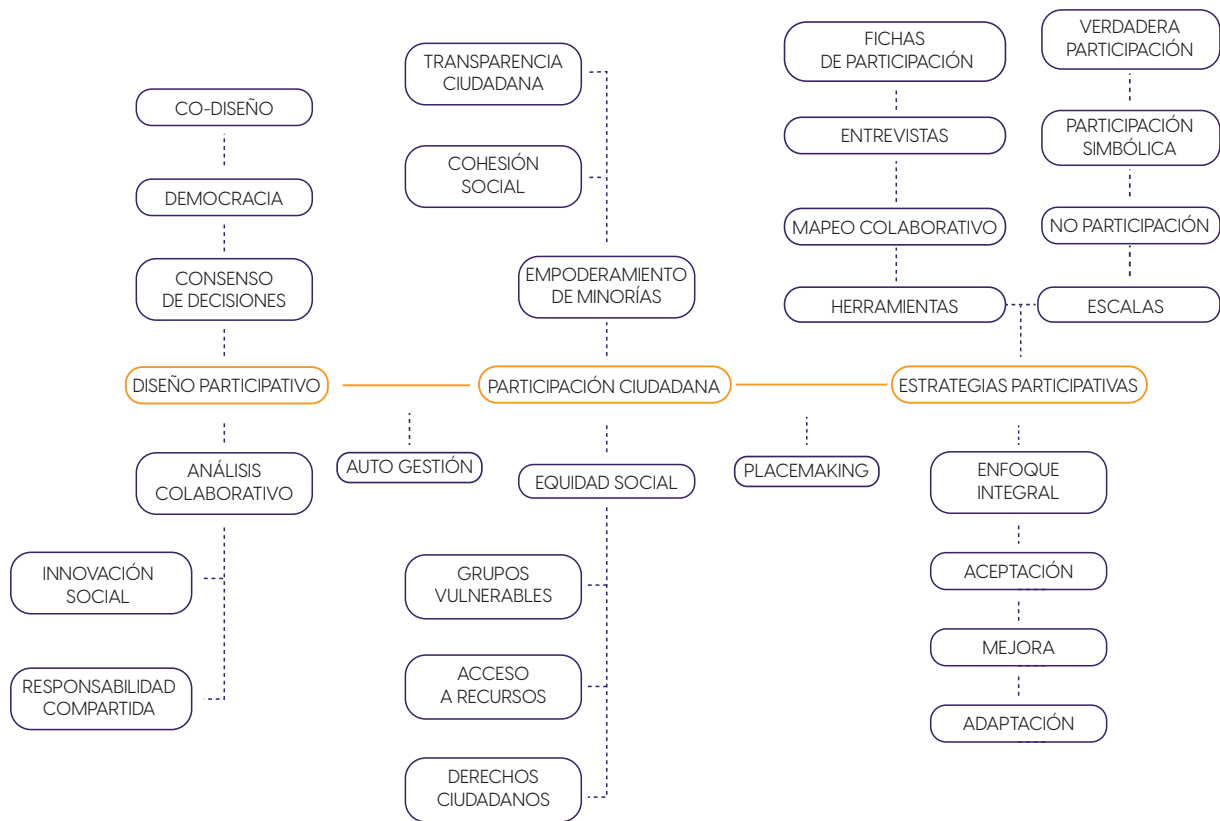 CO-DISEÑO
DEMOCRACIA
CONSENSO
DE DECISIONES
DISEÑO PARTICIPATIVO
ANÁLISIS
COLABORATIVO
INNOVACIÓN
SOCIAL
RESPONSABILIDAD
COMPARTIDA
AUTO GESTIÓN
TRANSPARENCIA
CIUDADANA
COHESIÓN
SOCIAL
EMPODERAMIENTO
DE MINORÍAS
PARTICIPACIÓN CIUDADANA
EQUIDAD SOCIAL
GRUPOS
VULNERABLES
ACCESO
A RECURSOS
DERECHOS
CIUDADANOS
PLACEMAKING
FICHAS
DE PARTICIPACIÓN
ENTREVISTAS
MAPEO COLABORATIVO
HERRAMIENTAS
VERDADERA
PARTICIPACIÓN
PARTICIPACIÓN
SIMBÓLICA
NO PARTICIPACIÓN
ESCALAS
ESTRATEGIAS PARTICIPATIVAS
ENFOQUE
INTEGRAL
ACEPTACIÓN
MEJORA
ADAPTACIÓN